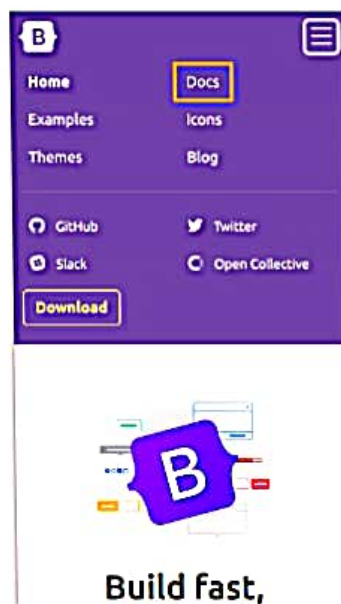 B
Home Docs
Examples Icons
Themes Blog
GitHub Twitter
Slack Open Collective
Download
B
Build fast,